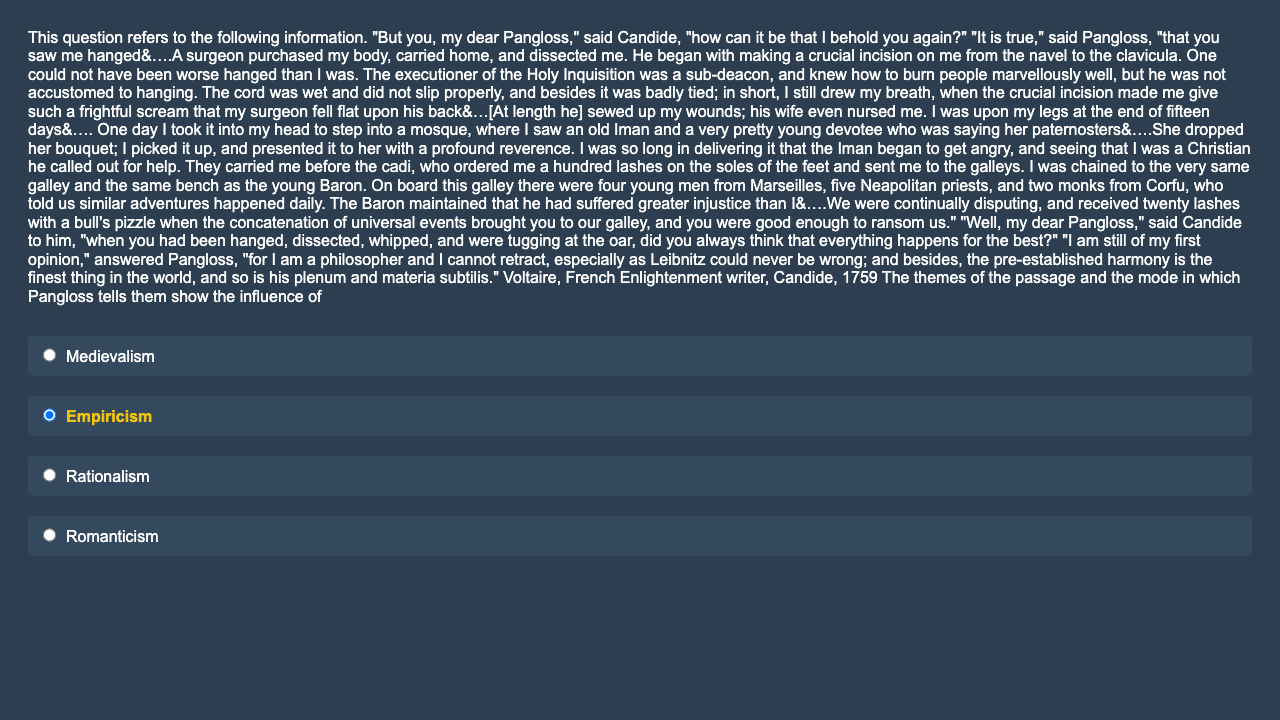 This question refers to the following information. "But you, my dear Pangloss," said Candide, "how can it be that I behold you again?" "It is true," said Pangloss, "that you
saw me hanged&….A surgeon purchased my body, carried home, and dissected me. He began with making a crucial incision on me from the navel to the clavicula. One
could not have been worse hanged than I was. The executioner of the Holy Inquisition was a sub-deacon, and knew how to burn people marvellously well, but he was not
accustomed to hanging. The cord was wet and did not slip properly, and besides it was badly tied; in short, I still drew my breath, when the crucial incision made me give
such a frightful scream that my surgeon fell flat upon his back&…[At length he] sewed up my wounds; his wife even nursed me. I was upon my legs at the end of fifteen
days&…. One day I took it into my head to step into a mosque, where I saw an old Iman and a very pretty young devotee who was saying her paternosters&….She dropped
her bouquet; I picked it up, and presented it to her with a profound reverence. I was so long in delivering it that the Iman began to get angry, and seeing that I was a Christian
he called out for help. They carried me before the cadi, who ordered me a hundred lashes on the soles of the feet and sent me to the galleys. I was chained to the very same
galley and the same bench as the young Baron. On board this galley there were four young men from Marseilles, five Neapolitan priests, and two monks from Corfu, who
told us similar adventures happened daily. The Baron maintained that he had suffered greater injustice than I&….We were continually disputing, and received twenty lashes
with a bull's pizzle when the concatenation of universal events brought you to our galley, and you were good enough to ransom us." "Well, my dear Pangloss," said Candide
to him, "when you had been hanged, dissected, whipped, and were tugging at the oar, did you always think that everything happens for the best?" "I am still of my first
opinion," answered Pangloss, "for I am a philosopher and I cannot retract, especially as Leibnitz could never be wrong; and besides, the pre-established harmony is the
finest thing in the world, and so is his plenum and materia subtilis." Voltaire, French Enlightenment writer, Candide, 1759 The themes of the passage and the mode in which
Pangloss tells them show the influence of
Medievalism
Empiricism
Rationalism
Romanticism